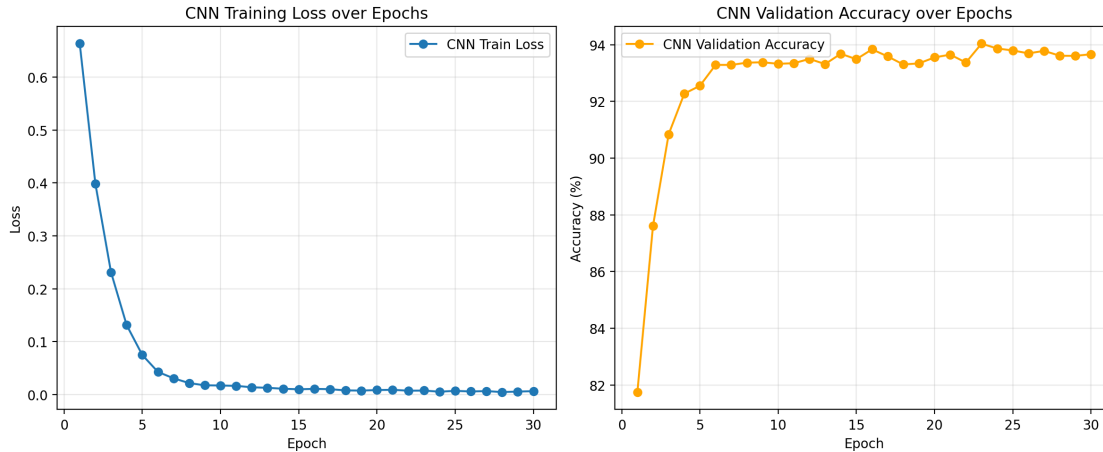 CNN Training Loss over Epochs
CNN Train Loss
Loss
0.6
0.5
0.4
0.3
0.2
0.1
0.0
0 5 10 15 20 25 30
Epoch
CNN Validation Accuracy over Epochs
CNN Validation Accuracy
Accuracy (%)
94
92
90
88
86
84
82
0 5 10 15 20 25 30
Epoch